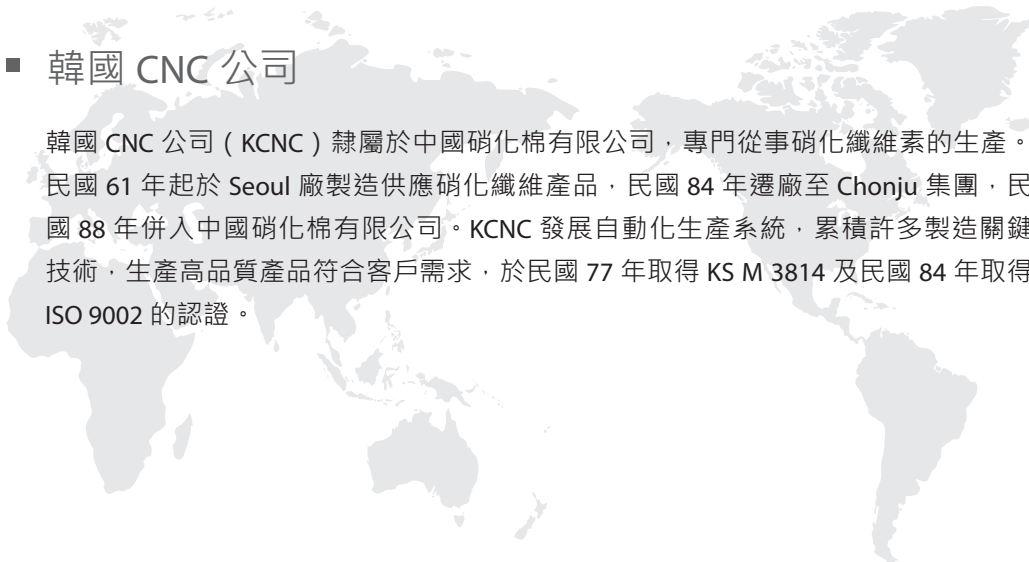 ■ 韓國 CNC 公司
韓國 CNC 公司（KCNC）隸屬於中國硝化棉有限公司，專門從事硝化纖維素的生產。
民國 61 年起於 Seoul 廠製造供應硝化纖維產品，民國 84 年遷廠至 Chonju 集團，民
國 88 年併入中國硝化棉有限公司。KCNC 發展自動化生產系統，累積許多製造關鍵
技術，生產高品質產品符合客戶需求，於民國 77 年取得 KS M 3814 及民國 84 年取得
ISO 9002 的認證。